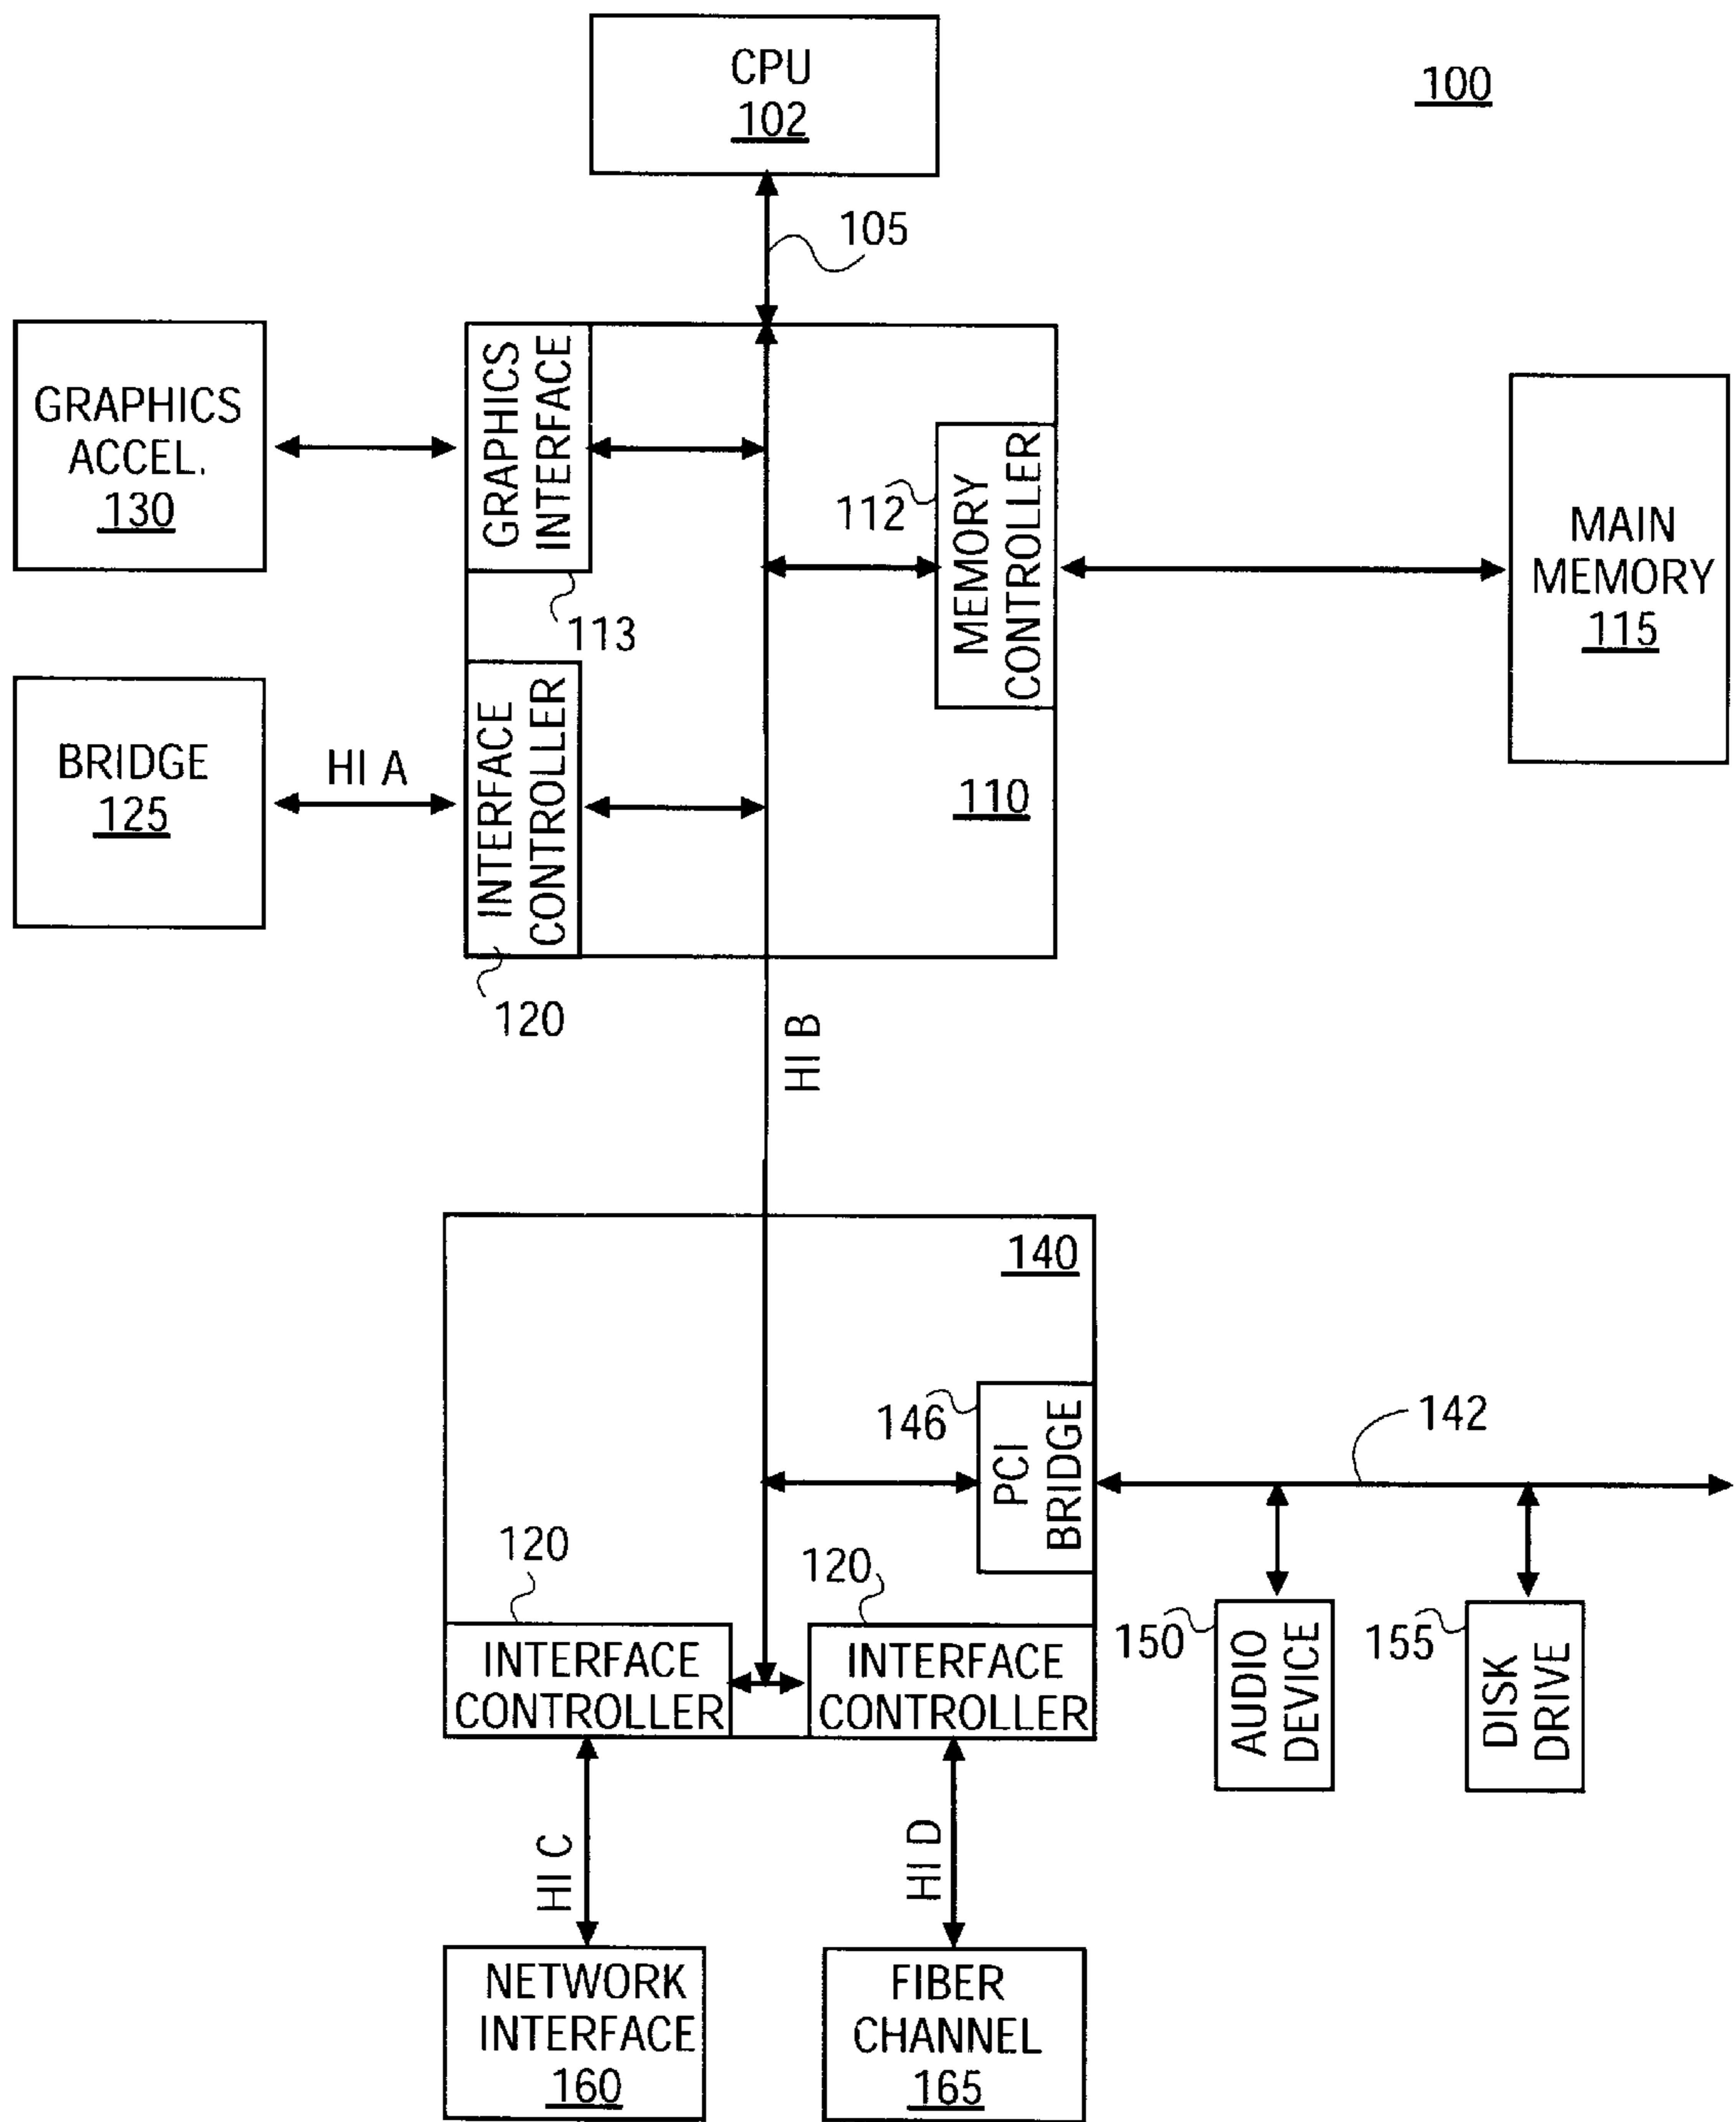 CPU
102
100
105
GRAPHICS
ACCEL.
130
GRAPHICS
INTERFACE
113
112
MEMORY
CONTROLLER
MAIN
MEMORY
115
BRIDGE
125
HI A
INTERFACE
CONTROLLER
120
110
HI B
140
146
PCI
BRIDGE
142
120
INTERFACE
CONTROLLER
120
INTERFACE
CONTROLLER
150
AUDIO
DEVICE
155
DISK
DRIVE
HI C
HI D
NETWORK
INTERFACE
160
FIBER
CHANNEL
165